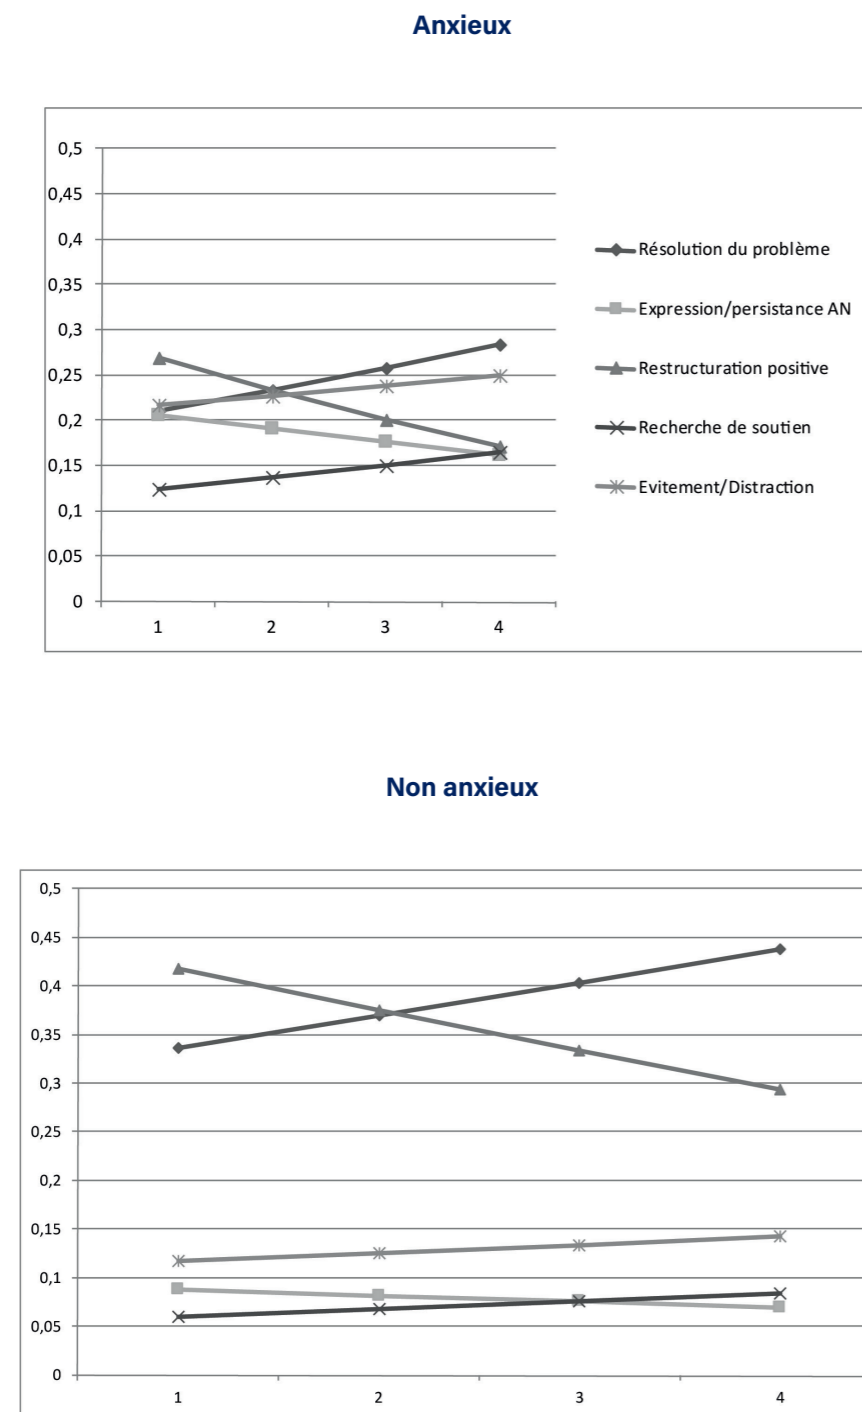 Anxieux
0,5
0,45
0,4
0,35
0,3
0,25
0,2
0,15
0,1
0,05
0
1 2 3 4
Résolution du problème
Expression/persistance AN
Restructuration positive
Recherche de soutien
Evitement/Distraction
Non anxieux
0,5
0,45
0,4
0,35
0,3
0,25
0,2
0,15
0,1
0,05
0
1 2 3 4